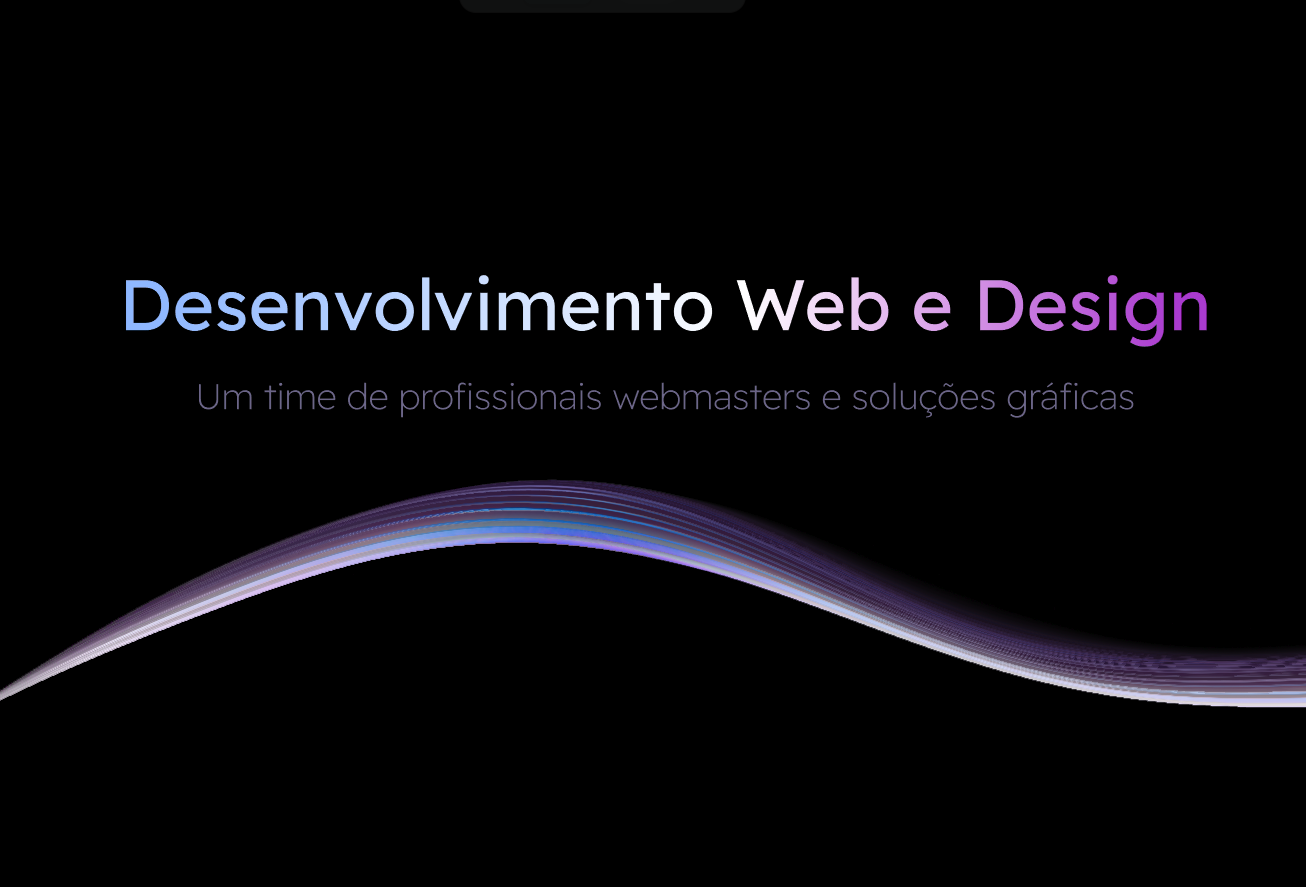 Desenvolvimento Web e Design
Um time de profissionais webmasters e soluções gráficas